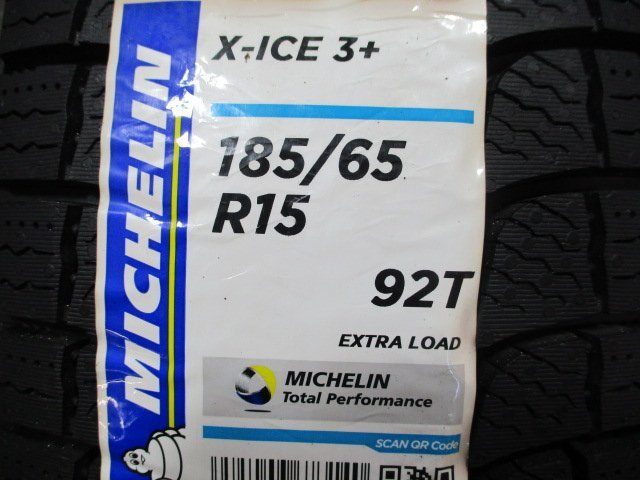 MICHELIN
X-ICE 3+
185/65
R15
92T
EXTRA LOAD
MICHELIN
Total Performance
SCAN QR Code